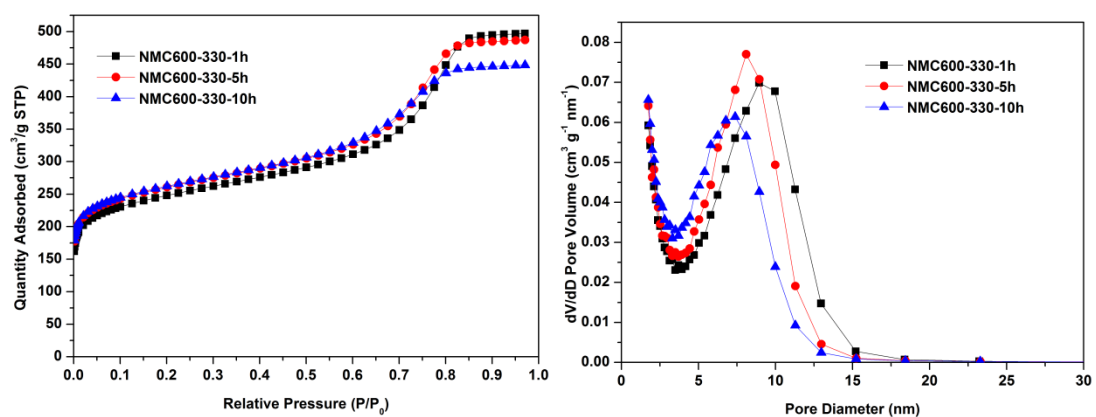 500
450
400
350
300
250
200
150
100
50
0
Quantity Adsorbed (cm³/g STP)
NMC600-330-1h
NMC600-330-5h
NMC600-330-10h
0.0 0.1 0.2 0.3 0.4 0.5 0.6 0.7 0.8 0.9 1.0
Relative Pressure (P/P₀)
0.08
0.07
0.06
0.05
0.04
0.03
0.02
0.01
0.00
dV/dD Pore Volume (cm³ g⁻¹ nm⁻¹)
NMC600-330-1h
NMC600-330-5h
NMC600-330-10h
0 5 10 15 20 25 30
Pore Diameter (nm)